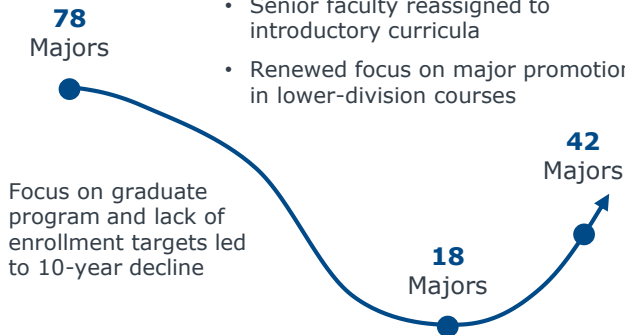 78
Majors
• Senior faculty reassigned to
introductory curricula
• Renewed focus on major promotion
in lower-division courses
42
Majors
Focus on graduate
program and lack of
enrollment targets led
to 10-year decline
18
Majors